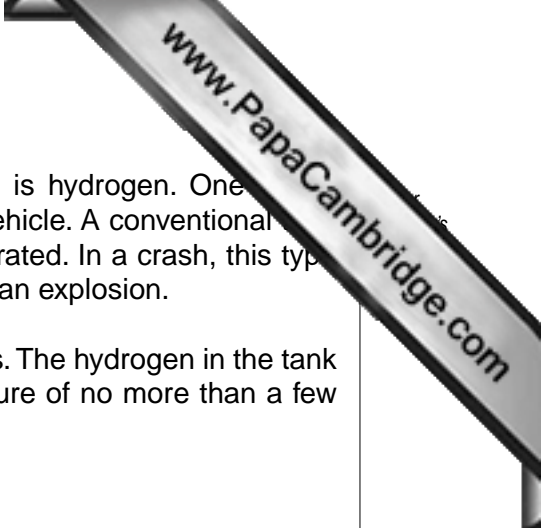 www.PapaCambridge.com
is hydrogen. One
ehicle. A conventional
rated. In a crash, this typ
an explosion.
s. The hydrogen in the tank
ure of no more than a few